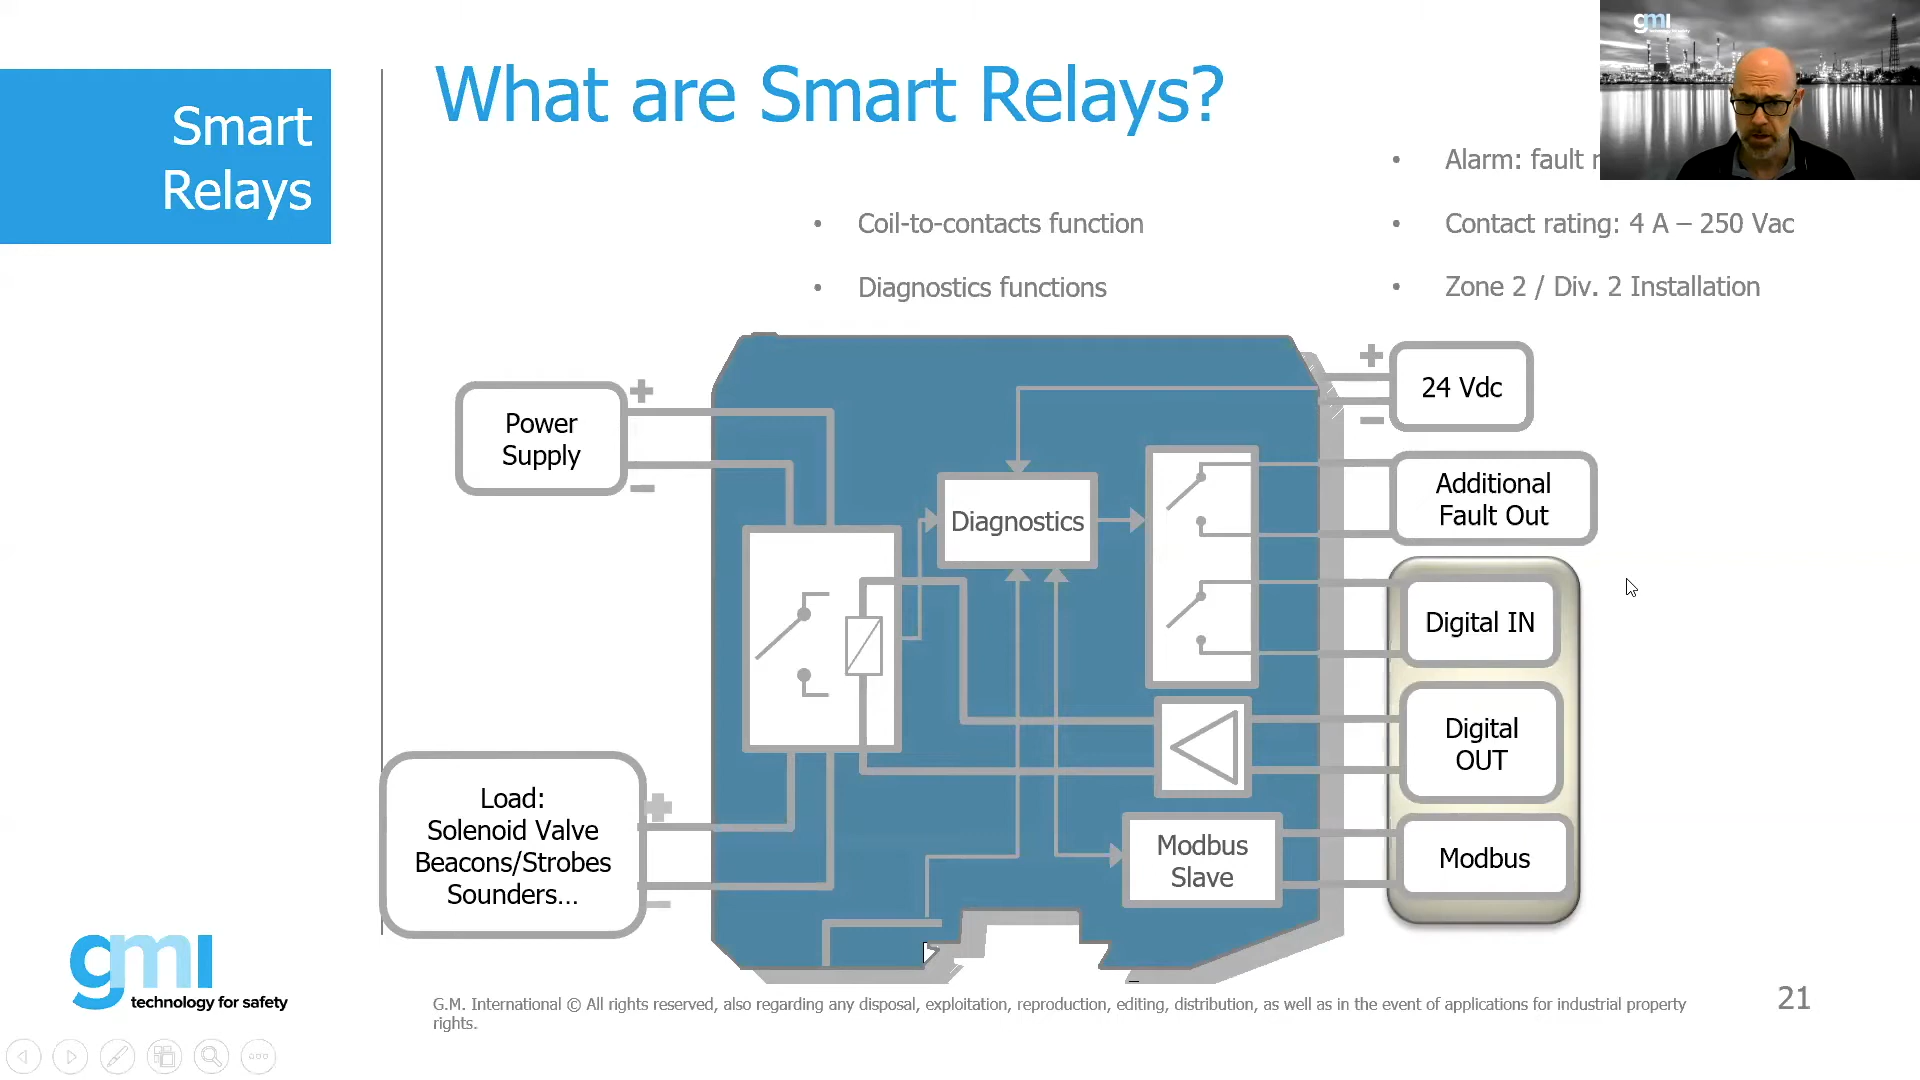 Smart
Relays
What are Smart Relays?
• Coil-to-contacts function
• Diagnostics functions
• Alarm: fault
• Contact rating: 4 A – 250 Vac
• Zone 2 / Div. 2 Installation
gmi
Power
Supply
+
−
Load:
Solenoid Valve
Beacons/Strobes
Sounders...
+
−
Diagnostics
Modbus
Slave
+
−
24 Vdc
Additional
Fault Out
Digital IN
Digital
OUT
Modbus
gmi
technology for safety
G.M. International © All rights reserved, also regarding any disposal, exploitation, reproduction, editing, distribution, as well as in the event of applications for industrial property
rights.
21